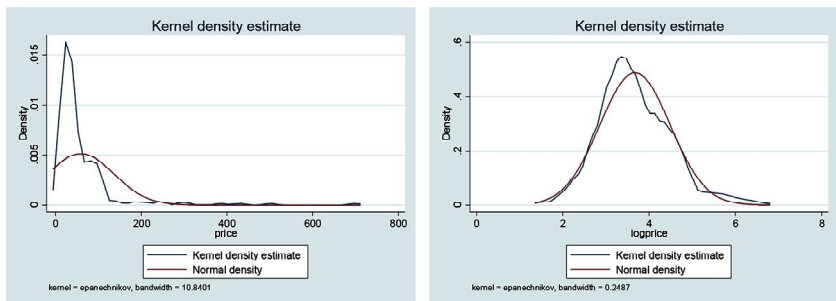 Kernel density estimate
.015
.01
.005
0
Density
0 200 400 600 800
price
Kernel density estimate
Normal density
kernel = epanechnikov, bandwidth = 10.8401
Kernel density estimate
.6
.4
.2
0
Density
0 2 4 6 8
logprice
Kernel density estimate
Normal density
kernel = epanechnikov, bandwidth = 0.2487